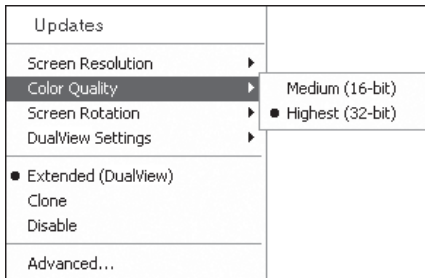 Updates
Screen Resolution
Color Quality
Medium (16-bit)
Highest (32-bit)
Screen Rotation
DualView Settings
Extended (DualView)
Clone
Disable
Advanced...